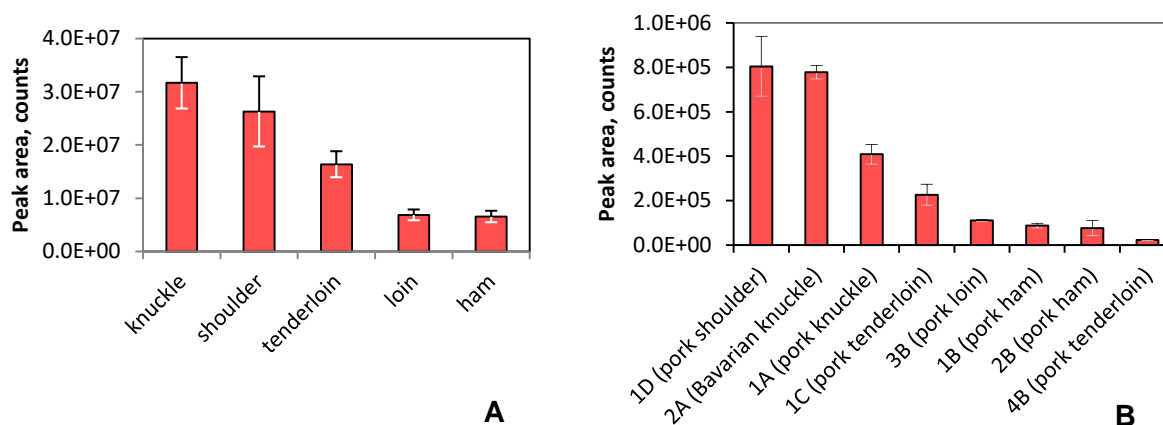 Peak area, counts
4.0E+07
3.0E+07
2.0E+07
1.0E+07
0.0E+00
knuckle
shoulder
tenderloin
loin
ham
A
Peak area, counts
1.0E+06
8.0E+05
6.0E+05
4.0E+05
2.0E+05
0.0E+00
1D (pork shoulder)
2A (Bavarian knuckle)
1A (pork knuckle)
1C (pork tenderloin)
3B (pork loin)
1B (pork ham)
2B (pork ham)
4B (pork tenderloin)
B